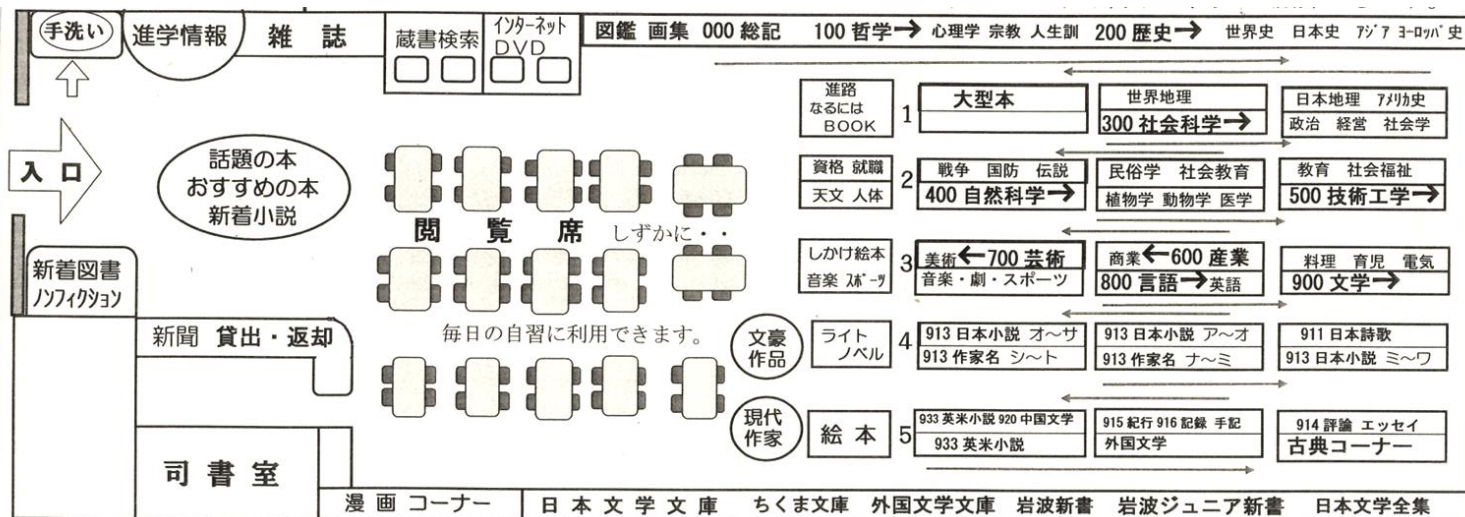 手洗い
進学情報
雑 誌
蔵書検索
インターネット
DVD
図鑑 画集 000 総記 100 哲学→ 心理学 宗教 人生訓 200 歴史→ 世界史 日本史 アジア ヨーロッパ 史
入 口
話題の本
おすすめの本
新着小説
進路
なるには
BOOK
1
大型本
世界地理
300 社会科学→
日本地理 アメリカ史
政治 経営 社会学
資格 就職
天文 人体
2
戦争 国防 伝説
400 自然科学→
民俗学 社会教育
植物学 動物学 医学
教育 社会福祉
500 技術工学→
閲 覧 席 しずかに・・
新着図書
ノンフィクション
しかけ絵本
音楽 スポーツ
3
美術←700 芸術
音楽・劇・スポーツ
商業←600 産業
800 言語→英語
料理 育児 電気
900 文学→
新聞 貸出・返却
毎日の自習に利用できます。
文豪
作品
ライト
ノベル
4
913 日本小説 オ～サ
913 作家名 シ～ト
913 日本小説 ア～オ
913 作家名 ナ～ミ
911 日本詩歌
913 日本小説 ミ～ワ
現代
作家
絵 本
5
933 英米小説 920 中国文学
933 英米小説
915 紀行 916 記録 手記
外国文学
914 評論 エッセイ
古典コーナー
司 書 室
漫 画 コーナー
日 本 文 学 文 庫 ちくま文庫 外国文学文庫 岩波新書 岩波ジュニア新書 日本文学全集